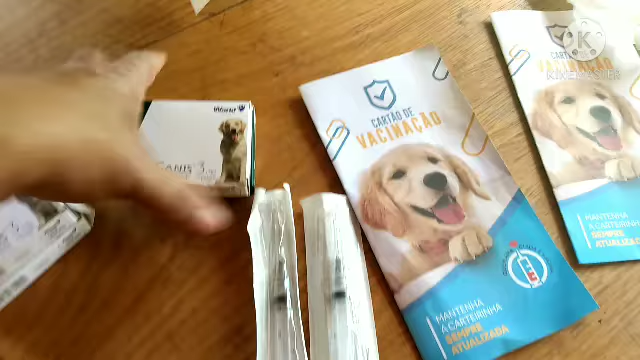 CANIS
CARTÃO DE
VACINAÇÃO
MANTENHA
A CARTEIRINHA
SEMPRE
ATUALIZADA
K
KINEMASTER
MANTENHA
A CARTEIRINHA
SEMPRE
ATUALIZADA